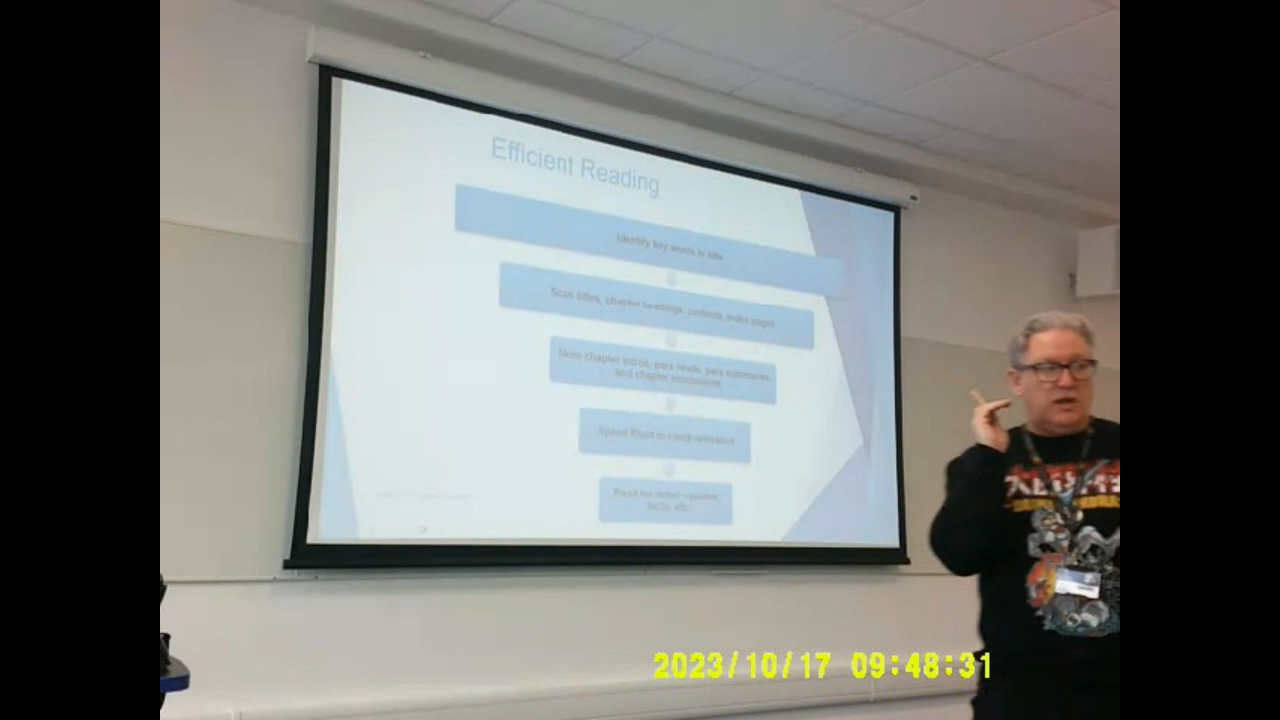 Efficient Reading
Identify key words in title
Scan titles, chapter headings, contents, index pages
Skim chapter intros, para heads, para summaries
and chapter conclusions
Speed Read to check relevance
Read for detail –quotes,
facts, etc
2023/10/17 09:48:31